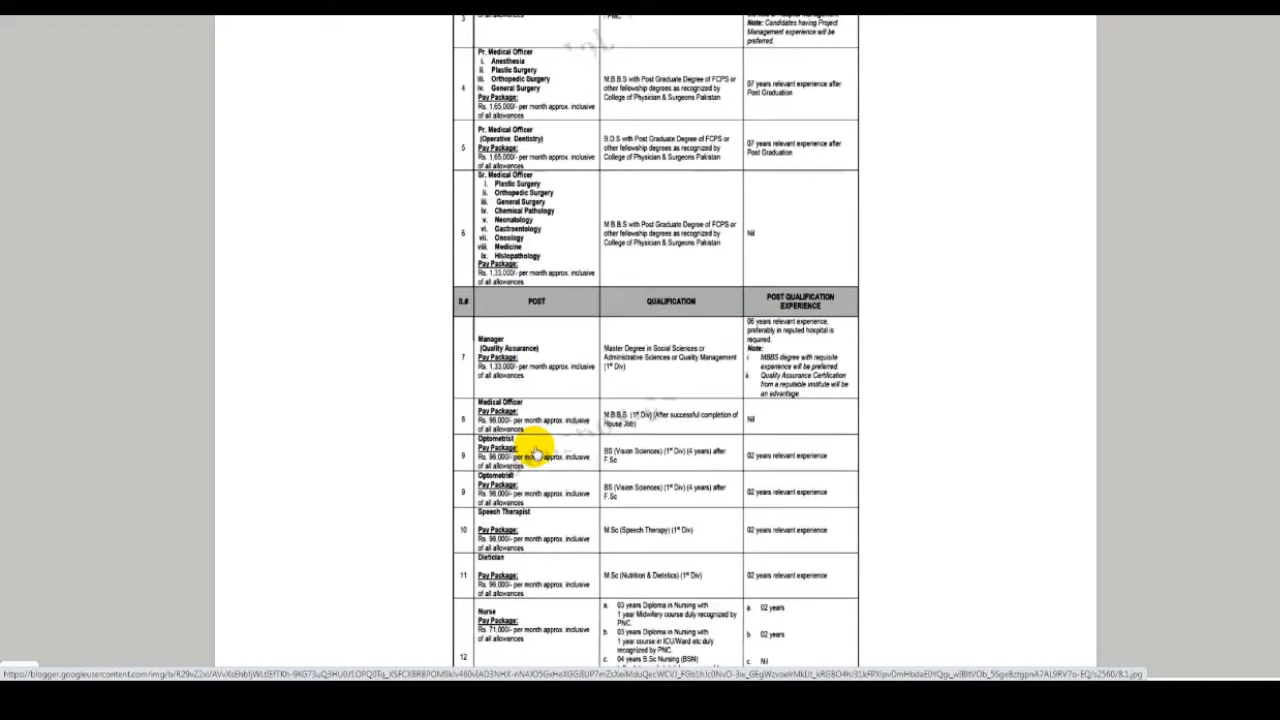 3
of all allowances
/ PMC
Note: Candidates having Project
Management experience will be
preferred.
4
Pr. Medical Officer
i. Anesthesia
ii. Plastic Surgery
iii. Orthopedic Surgery
iv. General Surgery
Pay Package:
Rs. 1,65,000/- per month approx. inclusive
of all allowances
M.B.B.S with Post Graduate Degree of FCPS or
other fellowship degrees as recognized by
College of Physician & Surgeons Pakistan
07 years relevant experience after
Post Graduation
5
Pr. Medical Officer
(Operative Dentistry)
Pay Package:
Rs. 1,65,000/- per month approx. inclusive
of all allowances
B.D.S with Post Graduate Degree of FCPS or
other fellowship degrees as recognized by
College of Physician & Surgeons Pakistan
07 years relevant experience after
Post Graduation
6
Sr. Medical Officer
i. Plastic Surgery
ii. Orthopedic Surgery
iii. General Surgery
iv. Chemical Pathology
v. Neonatology
vi. Gastroentology
vii. Oncology
viii. Medicine
ix. Histopathology
Pay Package:
Rs. 1,33,000/- per month approx. inclusive
of all allowances
M.B.B.S with Post Graduate Degree of FCPS or
other fellowship degrees as recognized by
College of Physician & Surgeons Pakistan
Nil
S.# POST QUALIFICATION POST QUALIFICATION
EXPERIENCE
7
Manager
(Quality Assurance)
Pay Package:
Rs. 1,33,000/- per month approx. inclusive
of all allowances
Master Degree in Social Sciences or
Administrative Sciences or Quality Management
(1st Div)
06 years relevant experience,
preferably in reputed hospital is
required.
Note:
i. MBBS degree with requisite
experience will be preferred.
ii. Quality Assurance Certification
from a reputable institute will be
an advantage.
8
Medical Officer
Pay Package:
Rs. 98,000/- per month approx. inclusive
of all allowances
M.B.B.S. (1st Div) (After successful completion of
House Job)
Nil
9
Optometrist
Pay Package:
Rs. 98,000/- per month approx. inclusive
of all allowances
BS (Vision Sciences) (1st Div) (4 years) after
F.Sc
02 years relevant experience
9
Optometrist
Pay Package:
Rs. 98,000/- per month approx. inclusive
of all allowances
BS (Vision Sciences) (1st Div) (4 years) after
F.Sc
02 years relevant experience
10
Speech Therapist
Pay Package:
Rs. 98,000/- per month approx. inclusive
of all allowances
M.Sc (Speech Therapy) (1st Div)
02 years relevant experience
11
Dietician
Pay Package:
Rs. 98,000/- per month approx. inclusive
of all allowances
M.Sc (Nutrition & Dietetics) (1st Div)
02 years relevant experience
12
Nurse
Pay Package:
Rs. 71,000/- per month approx. inclusive
of all allowances
a. 03 years Diploma in Nursing with
1 year Midwifery course duly recognized by
PNC.
b. 03 years Diploma in Nursing with
1 year course in ICU/Ward etc duly
recognized by PNC.
c. 04 years B.Sc Nursing (BSN)
a. 02 years
b. 02 years
c. Nil